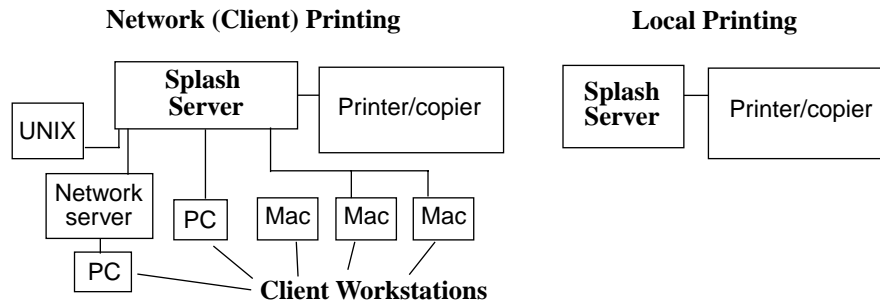 Network (Client) Printing
Local Printing
Splash
Server
Printer/copier
Splash
Server
Printer/copier
UNIX
Network
server
PC
Mac
Mac
Mac
PC
Client Workstations